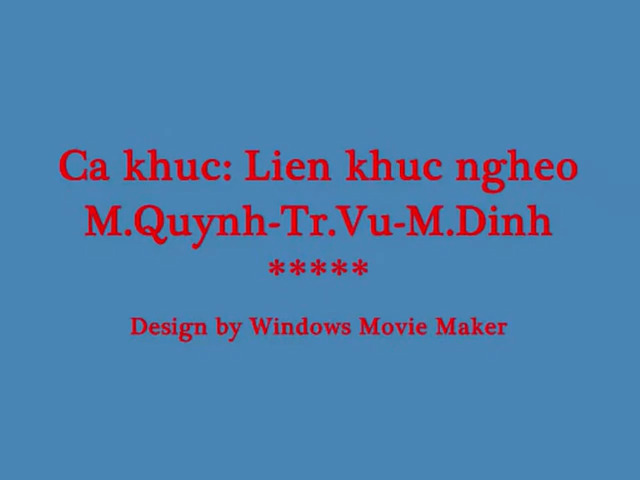 Ca khuc: Lien khuc ngheo
M.Quynh-Tr.Vu-M.Dinh
*****
Design by Windows Movie Maker